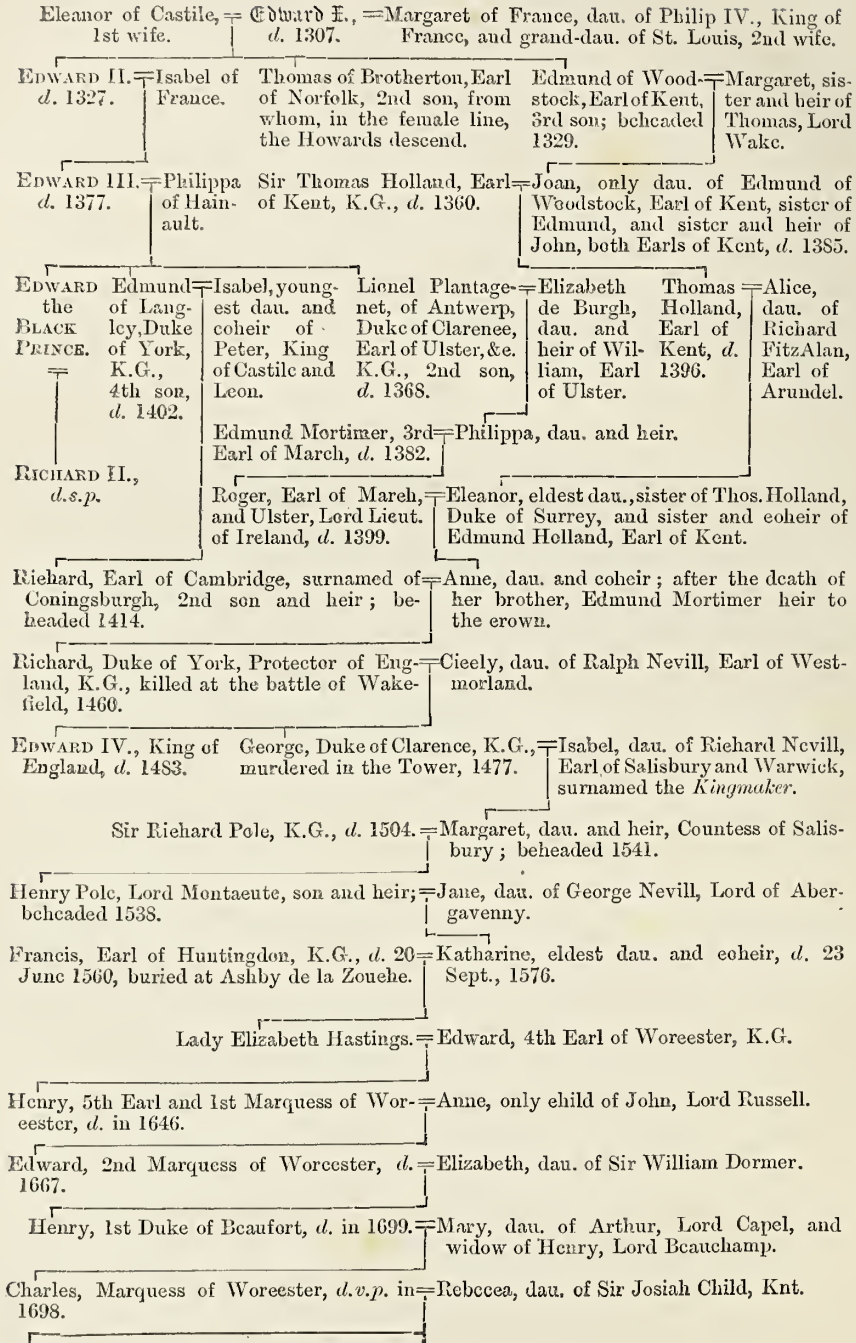 Eleanor of Castile, = Edward I., = Margaret of France, dau. of Philip IV., King of
1st wife. d. 1307. France, and grand-dau. of St. Louis, 2nd wife.
EDWARD II. = Isabel of Thomas of Brotherton, Earl Edmund of Wood- = Margaret, sis-
d. 1327. France. of Norfolk, 2nd son, from stock, Earl of Kent, ter and heir of
whom, in the female line, 3rd son; beheaded Thomas, Lord
the Howards descend. 1329. Wake.
EDWARD III. = Philippa Sir Thomas Holland, Earl = Joan, only dau. of Edmund of
d. 1377. of Hain- of Kent, K.G., d. 1360. Woodstock, Earl of Kent, sister of
ault. Edmund, and sister and heir of
John, both Earls of Kent, d. 1385.
EDWARD Edmund = Isabel, young- Lionel Plantage- = Elizabeth Thomas = Alice,
the of Lang- est dau. and net, of Antwerp, de Burgh, Holland, dau. of
BLACK ley, Duke coheir of Duke of Clarence, dau. and Earl of Richard
PRINCE. of York, Peter, King Earl of Ulster, &c. heir of Wil- Kent, d. FitzAlan,
= K.G., of Castile and K.G., 2nd son, liam, Earl 1396. Earl of
4th son, Leon. d. 1368. of Ulster. Arundel.
d. 1402.
Edmund Mortimer, 3rd = Philippa, dau. and heir.
Earl of March, d. 1382.
RICHARD II.,
d.s.p. Roger, Earl of March, = Eleanor, eldest dau., sister of Thos. Holland,
and Ulster, Lord Lieut. Duke of Surrey, and sister and coheir of
of Ireland, d. 1399. Edmund Holland, Earl of Kent.
Richard, Earl of Cambridge, surnamed of = Anne, dau. and coheir; after the death of
Coningsburgh, 2nd son and heir; be- her brother, Edmund Mortimer heir to
headed 1414. the crown.
Richard, Duke of York, Protector of Eng- = Cicely, dau. of Ralph Nevill, Earl of West-
land, K.G., killed at the battle of Wake- morland.
field, 1460.
EDWARD IV., King of George, Duke of Clarence, K.G., = Isabel, dau. of Richard Nevill,
England, d. 1483. murdered in the Tower, 1477. Earl of Salisbury and Warwick,
surnamed the Kingmaker.
Sir Richard Pole, K.G., d. 1504. = Margaret, dau. and heir, Countess of Salis-
bury; beheaded 1541.
Henry Pole, Lord Montacute, son and heir; = Jane, dau. of George Nevill, Lord of Aber-
beheaded 1538. gavenny.
Francis, Earl of Huntingdon, K.G., d. 20 = Katharine, eldest dau. and coheir, d. 23
June 1560, buried at Ashby de la Zouche. Sept., 1576.
Lady Elizabeth Hastings. = Edward, 4th Earl of Worcester, K.G.
Henry, 5th Earl and 1st Marquess of Wor- = Anne, only child of John, Lord Russell.
cester, d. in 1646.
Edward, 2nd Marquess of Worcester, d. = Elizabeth, dau. of Sir William Dormer.
1667.
Henry, 1st Duke of Beaufort, d. in 1699. = Mary, dau. of Arthur, Lord Capel, and
widow of Henry, Lord Beauchamp.
Charles, Marquess of Worcester, d.v.p. in = Rebecca, dau. of Sir Josiah Child, Knt.
1698.